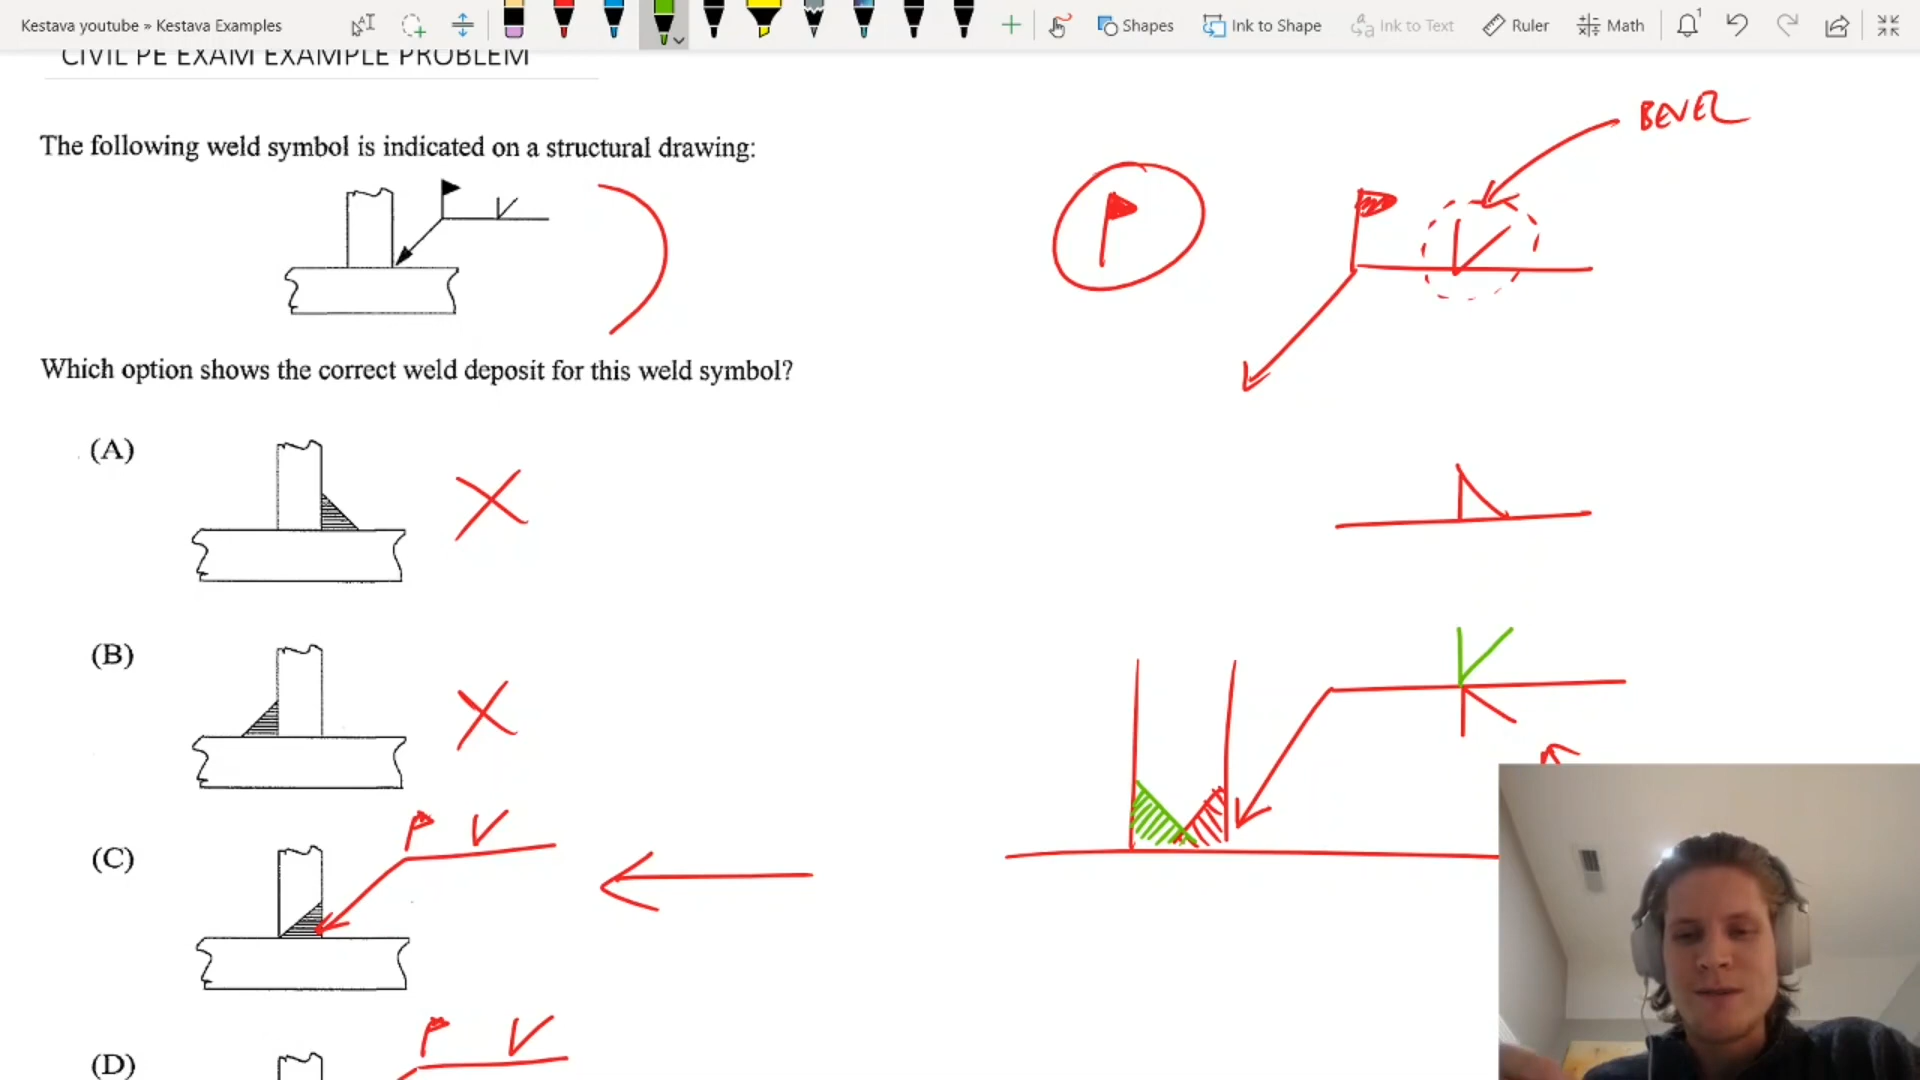 Kestava youtube » Kestava Examples
Shapes
Ink to Shape
Ink to Text
Ruler
Math
1
CIVIL PE EXAM EXAMPLE PROBLEM
BEVEL
The following weld symbol is indicated on a structural drawing:
Which option shows the correct weld deposit for this weld symbol?
(A)
(B)
(C)
(D)